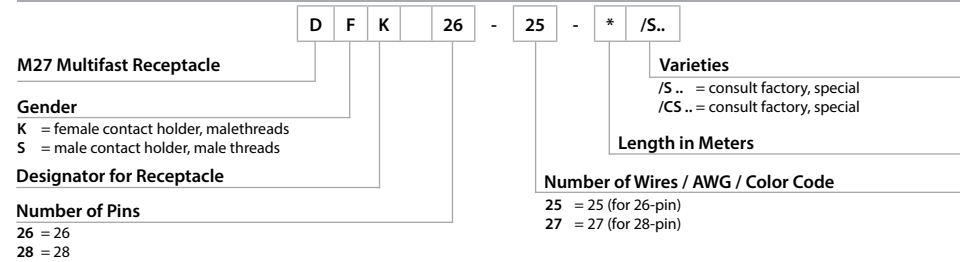 D F K 26 - 25 - * /S..
M27 Multifast Receptacle
Gender
K = female contact holder, malethreads
S = male contact holder, male threads
Designator for Receptacle
Number of Pins
26 = 26
28 = 28
Varieties
/S .. = consult factory, special
/CS .. = consult factory, special
Length in Meters
Number of Wires / AWG / Color Code
25 = 25 (for 26-pin)
27 = 27 (for 28-pin)